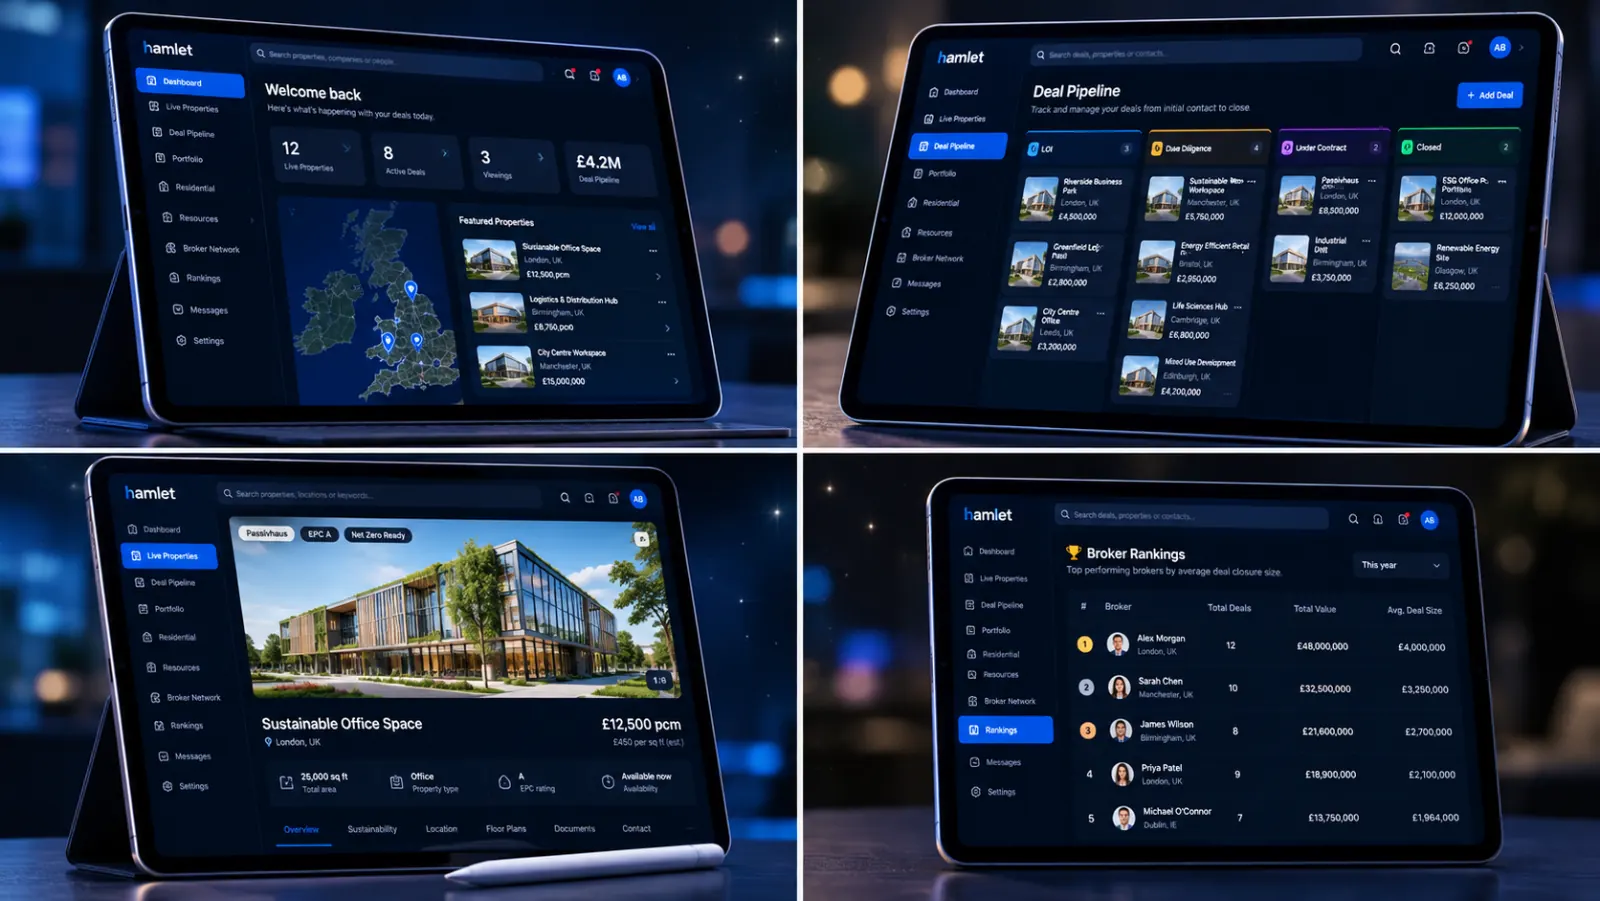 hamlet
Search properties, companies or people...
AB
Dashboard
Live Properties
Deal Pipeline
Portfolio
Residential
Resources
Broker Network
Rankings
Messages
Settings
Welcome back
Here's what's happening with your deals today.
12
Live Properties
8
Active Deals
3
Viewings
£4.2M
Deal Pipeline
Featured Properties
View all
Sustainable Office Space
London, UK
£12,500 pcm
Logistics & Distribution Hub
Birmingham, UK
£8,750 pcm
City Centre Workspace
Manchester, UK
£15,000,000
hamlet
Search deals, properties or contacts...
AB
Dashboard
Live Properties
Deal Pipeline
Portfolio
Residential
Resources
Broker Network
Messages
Settings
Deal Pipeline
Track and manage your deals from initial contact to close.
+ Add Deal
LOI 3
Riverside Business
Park
London, UK
£4,500,000
Greenfield
Birmingham, UK
£2,800,000
City Centre
Office
Leeds, UK
£3,200,000
Diligence 4
Sustainable
Workspace
Manchester, UK
£5,750,000
Energy Efficient Retail
Bristol, UK
£2,950,000
Life Sciences Hub
Cambridge, UK
£6,800,000
Mixed Use Development
Edinburgh, UK
£4,200,000
Under Contract 2
Passivhaus
London, UK
£8,500,000
Industrial
Unit
Birmingham, UK
£3,750,000
Closed 2
ESG Office
Portfolio
London, UK
£12,000,000
Renewable Energy
Site
Glasgow, UK
£6,250,000
hamlet
Search properties, locations or keywords...
AB
Dashboard
Live Properties
Deal Pipeline
Portfolio
Residential
Resources
Broker Network
Rankings
Messages
Settings
Passivhaus
EPC A
Net Zero Ready
Sustainable Office Space
London, UK
£12,500 pcm
£450 per sq ft (est.)
25,000 sq ft
Total area
Office
Property type
A
EPC rating
Available now
Availability
Overview
Sustainability
Location
Floor Plans
Documents
Contact
hamlet
Search deals, properties or contacts...
AB
Dashboard
Live Properties
Deal Pipeline
Portfolio
Residential
Resources
Broker Network
Rankings
Messages
Settings
Broker Rankings
Top performing brokers by average deal closure size.
This year
# Broker Total Deals Total Value Avg. Deal Size
1 Alex Morgan 12 £48,000,000 £4,000,000
London, UK
2 Sarah Chen 10 £32,500,000 £3,250,000
Manchester, UK
3 James Wilson 8 £21,600,000 £2,700,000
Birmingham, UK
4 Priya Patel 9 £18,900,000 £2,100,000
London, UK
5 Michael O'Connor 7 £13,750,000 £1,964,000
Dublin, IE